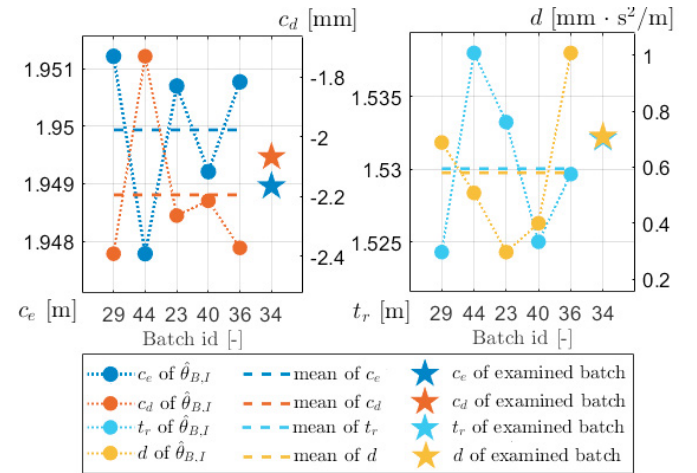 c_d [mm]
d [mm · s²/m]
1.951
1.95
1.949
1.948
-1.8
-2
-2.2
-2.4
1.535
1.53
1.525
1
0.8
0.6
0.4
0.2
c_e [m]
29 44 23 40 36 34
Batch id [-]
t_r [m]
29 44 23 40 36 34
Batch id [-]
c_e of θ̂_{B,I} mean of c_e c_e of examined batch
c_d of θ̂_{B,I} mean of c_d c_d of examined batch
t_r of θ̂_{B,I} mean of t_r t_r of examined batch
d of θ̂_{B,I} mean of d d of examined batch